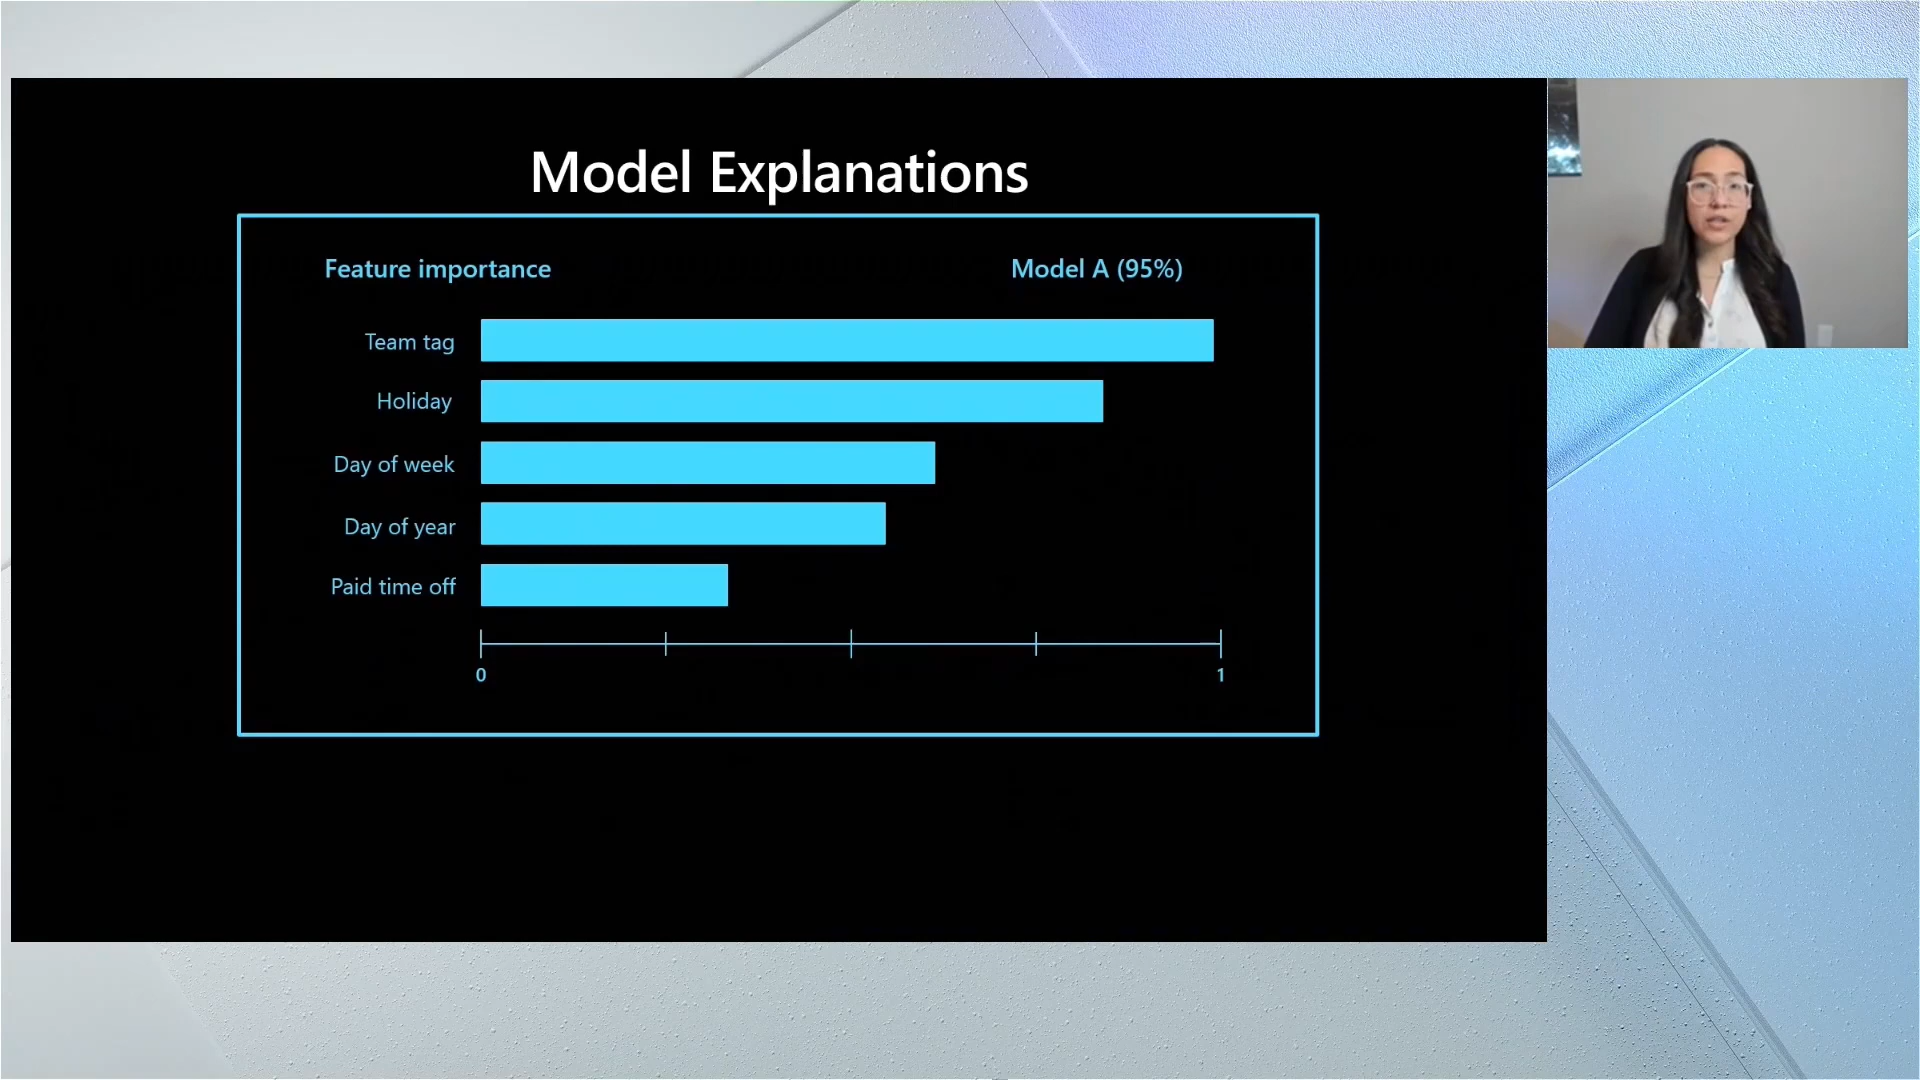 Model Explanations
Feature importance
Model A (95%)
Team tag
Holiday
Day of week
Day of year
Paid time off
0
1